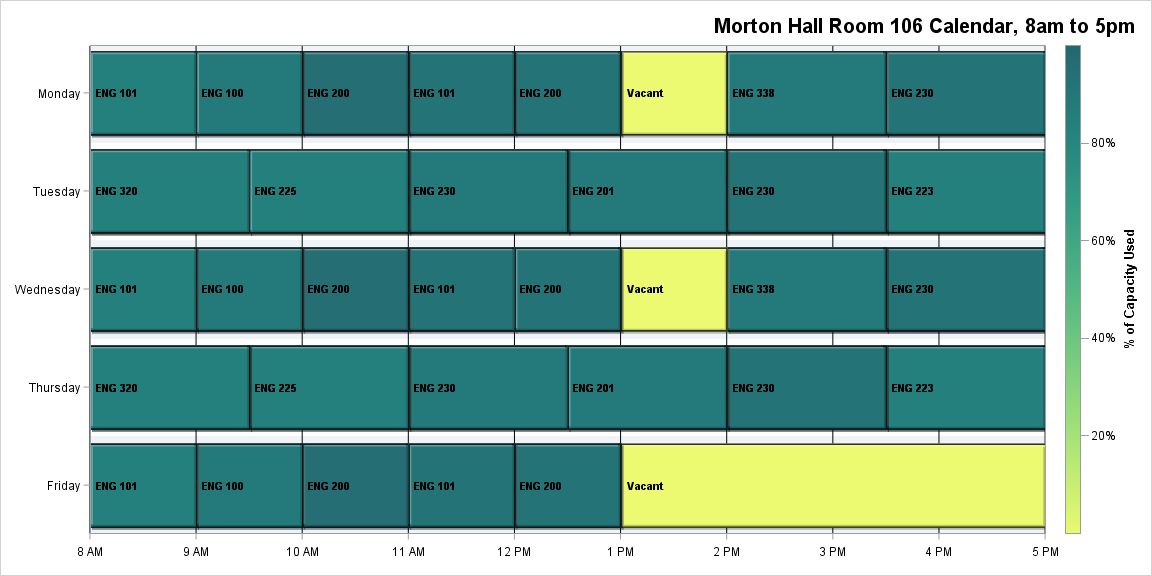 Morton Hall Room 106 Calendar, 8am to 5pm
Monday ENG 101 ENG 100 ENG 200 ENG 101 ENG 200 Vacant ENG 338 ENG 230
80%
Tuesday ENG 320 ENG 225 ENG 230 ENG 201 ENG 230 ENG 223
60%
% of Capacity Used
Wednesday ENG 101 ENG 100 ENG 200 ENG 101 ENG 200 Vacant ENG 338 ENG 230
40%
Thursday ENG 320 ENG 225 ENG 230 ENG 201 ENG 230 ENG 223
20%
Friday ENG 101 ENG 100 ENG 200 ENG 101 ENG 200 Vacant
8 AM 9 AM 10 AM 11 AM 12 PM 1 PM 2 PM 3 PM 4 PM 5 PM